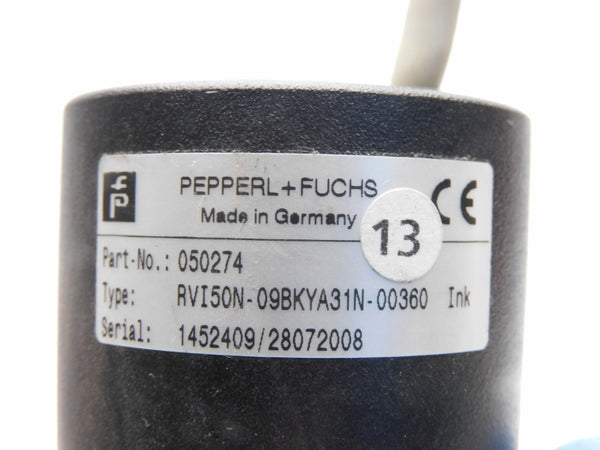 PEPPERL+FUCHS
Made in Germany
CE
13
Part-No.: 050274
Type: RVI50N-09BKYA31N-00360 Ink
Serial: 1452409/28072008